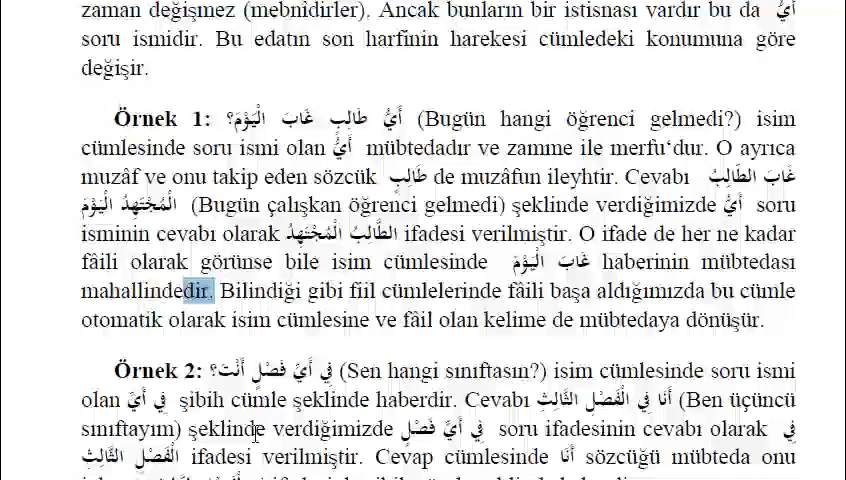 zaman değişmez (mebnîdirler). Ancak bunların bir istisnası vardır bu da أَيُّ
soru ismidir. Bu edatın son harfinin harekesi cümledeki konumuna göre
değişir.
Örnek 1: أَيُّ طَالِبٍ غَابَ الْيَوْمَ؟ (Bugün hangi öğrenci gelmedi?) isim
cümlesinde soru ismi olan أَيُّ mübtedadır ve zamme ile merfu‘dur. O ayrıca
muzâf ve onu takip eden sözcük طَالِبٍ de muzâfun ileyhtir. Cevabı غَابَ الطَّالِبُ
الْمُجْتَهِدُ الْيَوْمَ (Bugün çalışkan öğrenci gelmedi) şeklinde verdiğimizde أَيُّ soru
isminin cevabı olarak الطَّالِبُ الْمُجْتَهِدُ ifadesi verilmiştir. O ifade de her ne kadar
fâili olarak görünse bile isim cümlesinde غَابَ الْيَوْمَ haberinin mübtedası
mahallindedir. Bilindiği gibi fiil cümlelerinde fâili başa aldığımızda bu cümle
otomatik olarak isim cümlesine ve fâil olan kelime de mübtedaya dönüşür.
Örnek 2: فِي أَيِّ فَصْلٍ أَنْتَ؟ (Sen hangi sınıftasın?) isim cümlesinde soru ismi
olan فِي أَيِّ şibih cümle şeklinde haberdir. Cevabı أَنَا فِي الْفَصْلِ الثَّالِثِ (Ben üçüncü
sınıftayım) şeklinde verdiğimizde فِي أَيِّ فَصْلٍ soru ifadesinin cevabı olarak فِي
الْفَصْلِ الثَّالِثِ ifadesi verilmiştir. Cevap cümlesinde أَنَا sözcüğü mübteda onu